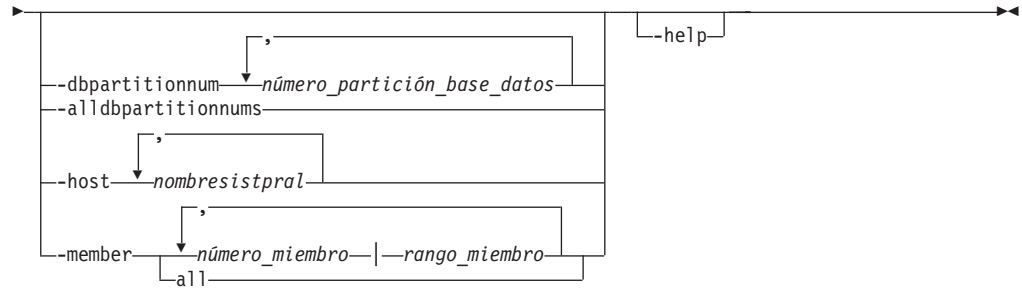 ,
-help
-dbpartitionnum número_partición_base_datos
-alldbpartitionnums
,
-host nombresistpral
,
-member número_miembro | rango_miembro
all